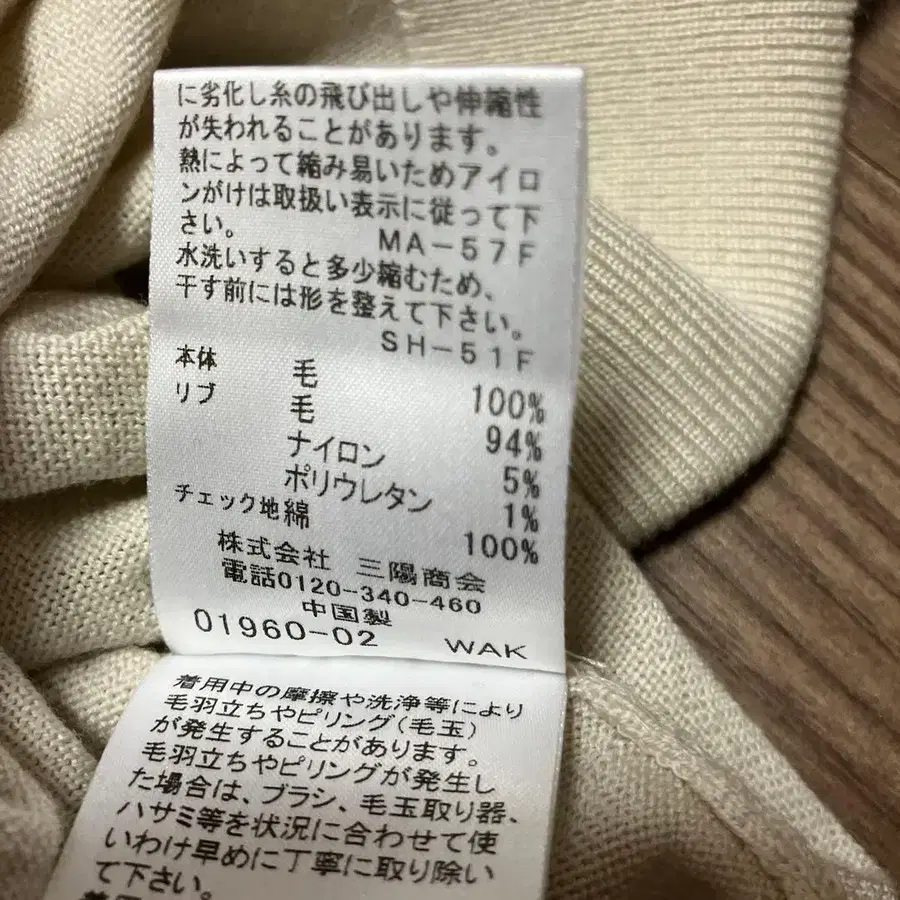 に劣化し糸の飛び出しや伸縮性
が失われることがあります。
熱によって縮み易いためアイロ
ンがけは取扱い表示に従って下
さい。 MA-57F
水洗いすると多少縮むため、
干す前には形を整えて下さい。
SH-51F
本体 毛 100%
リブ 毛 94%
ナイロン 5%
ポリウレタン 1%
チェック地 綿 100%
株式会社 三陽商会
電話0120-340-460
中国製
01960-02 WAK
着用中の摩擦や洗浄等により
毛羽立ちやピリング(毛玉)
が発生することがあります。
毛羽立ちやピリングが発生し
た場合は、ブラシ、毛玉取り器、
ハサミ等を状況に合わせて使
いわけ早めに丁寧に取り除い
て下さい。